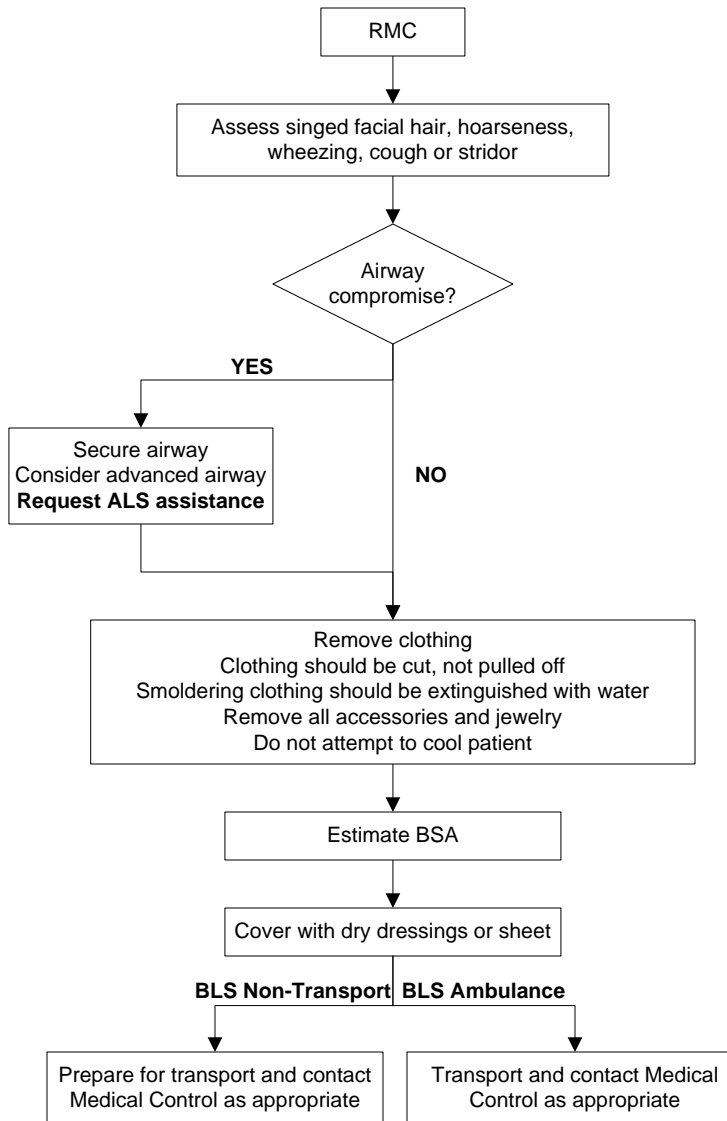 RMC
Assess singed facial hair, hoarseness,
wheezing, cough or stridor
Airway
compromise?
YES
Secure airway
Consider advanced airway
Request ALS assistance
NO
Remove clothing
Clothing should be cut, not pulled off
Smoldering clothing should be extinguished with water
Remove all accessories and jewelry
Do not attempt to cool patient
Estimate BSA
Cover with dry dressings or sheet
BLS Non-Transport
BLS Ambulance
Prepare for transport and contact
Medical Control as appropriate
Transport and contact Medical
Control as appropriate